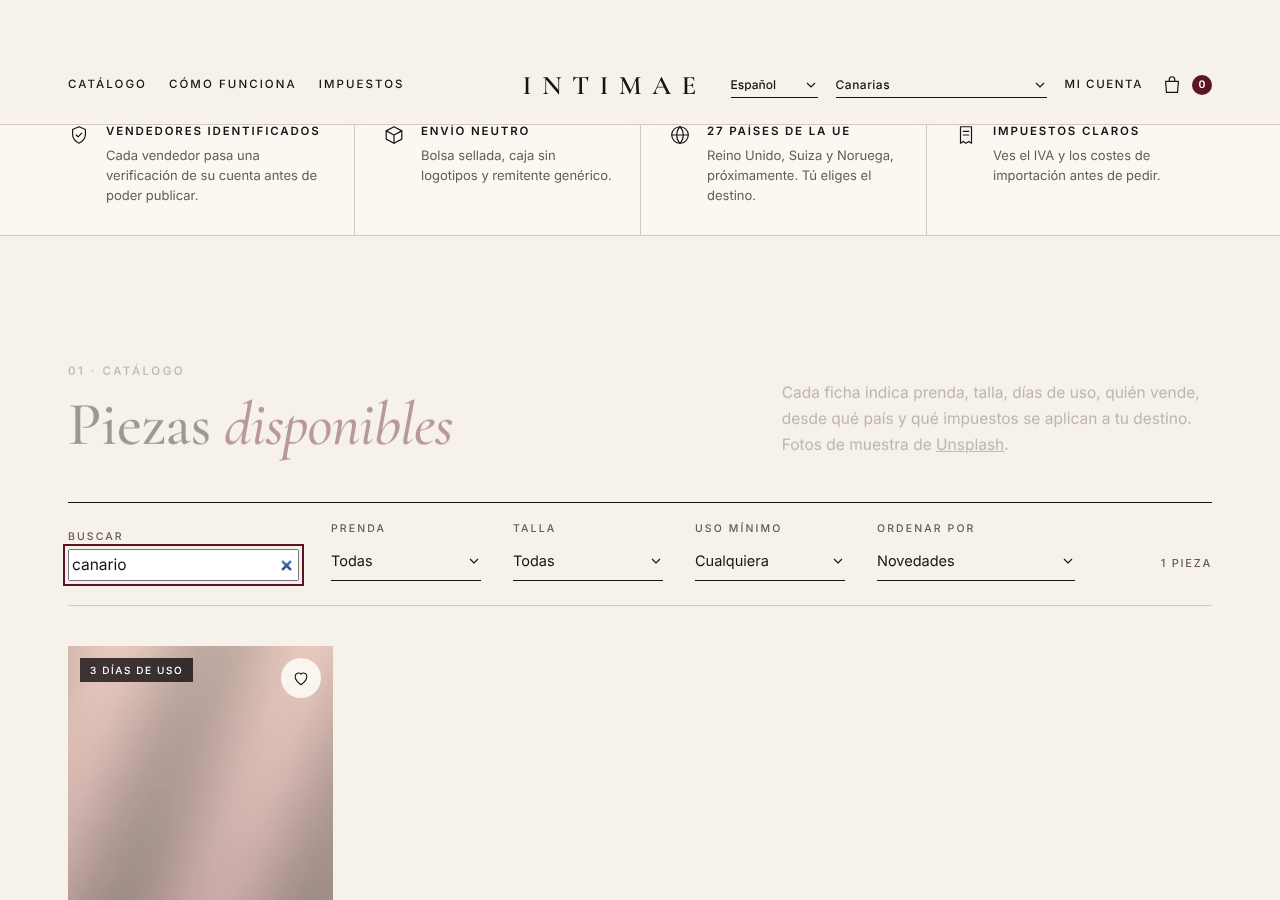 CATÁLOGO
CÓMO FUNCIONA
IMPUESTOS
INTIMAE
Español
Canarias
MI CUENTA
0
VENDEDORES IDENTIFICADOS
Cada vendedor pasa una
verificación de su cuenta antes de
poder publicar.
ENVÍO NEUTRO
Bolsa sellada, caja sin
logotipos y remitente genérico.
27 PAÍSES DE LA UE
Reino Unido, Suiza y Noruega,
próximamente. Tú eliges el
destino.
IMPUESTOS CLAROS
Ves el IVA y los costes de
importación antes de pedir.
01 · CATÁLOGO
Piezas disponibles
Cada ficha indica prenda, talla, días de uso, quién vende,
desde qué país y qué impuestos se aplican a tu destino.
Fotos de muestra de Unsplash.
BUSCAR
canario
PRENDA
Todas
TALLA
Todas
USO MÍNIMO
Cualquiera
ORDENAR POR
Novedades
1 PIEZA
3 DÍAS DE USO